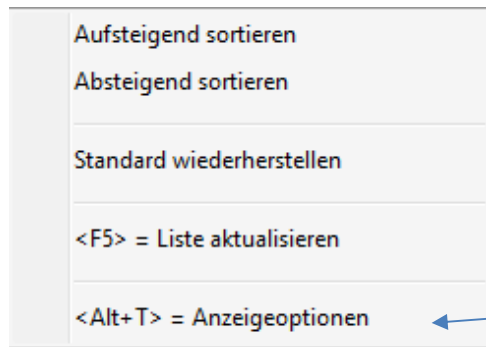 Aufsteigend sortieren
Absteigend sortieren
Standard wiederherstellen
<F5> = Liste aktualisieren
<Alt+T> = Anzeigeoptionen